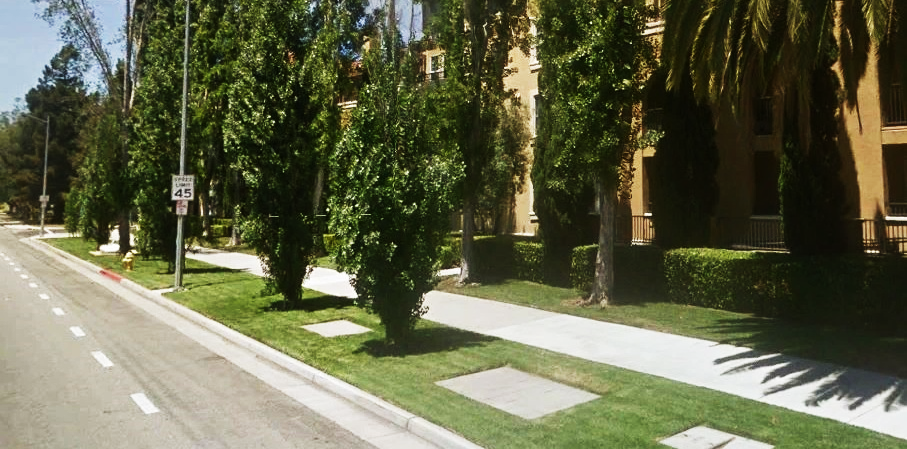 SPEED
LIMIT
45